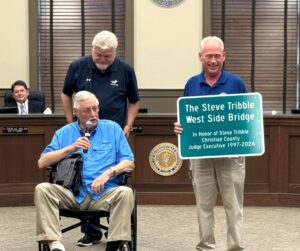 The Steve Tribble
West Side Bridge
In Honor of Steve Tribble
Christian County
Judge Executive 1997-2024